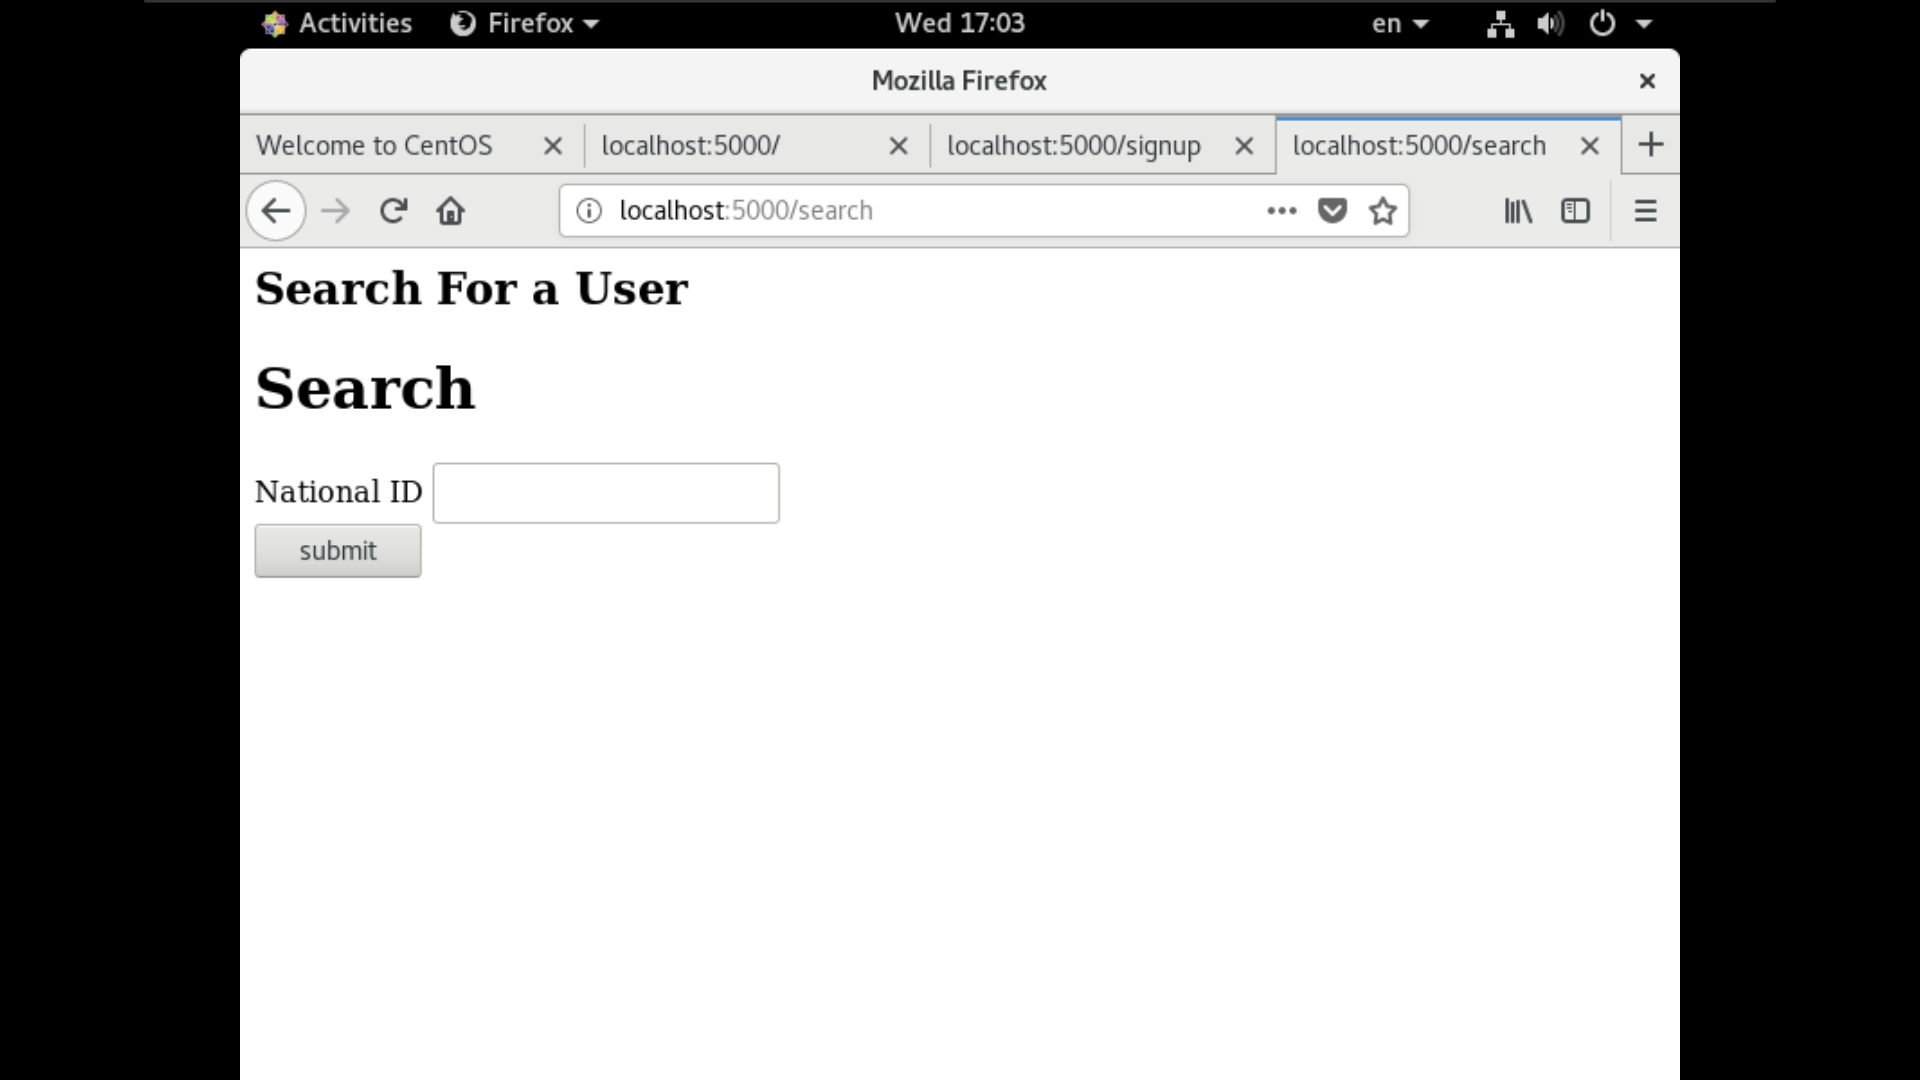 Activities Firefox Wed 17:03 en
Mozilla Firefox
Welcome to CentOS localhost:5000/ localhost:5000/signup localhost:5000/search
localhost:5000/search
Search For a User
Search
National ID
submit